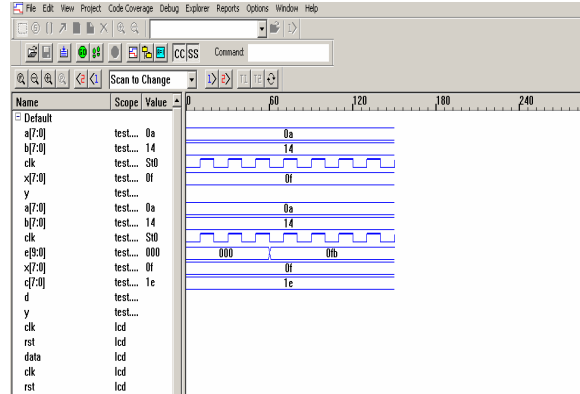 File Edit View Project Code Coverage Debug Explorer Reports Options Window Help
CC SS Command:
Scan to Change
Name Scope Value 0 60 120 180 240
Default
a[7:0] test.... 0a 0a
b[7:0] test.... 14 14
clk test.... St0
x[7:0] test.... 0f 0f
y test....
a[7:0] test.... 0a 0a
b[7:0] test.... 14 14
clk test.... St0
e[9:0] test.... 000 000 0fb
x[7:0] test.... 0f 0f
c[7:0] test.... 1e 1e
d test....
y test....
clk lcd
rst lcd
data lcd
clk lcd
rst lcd